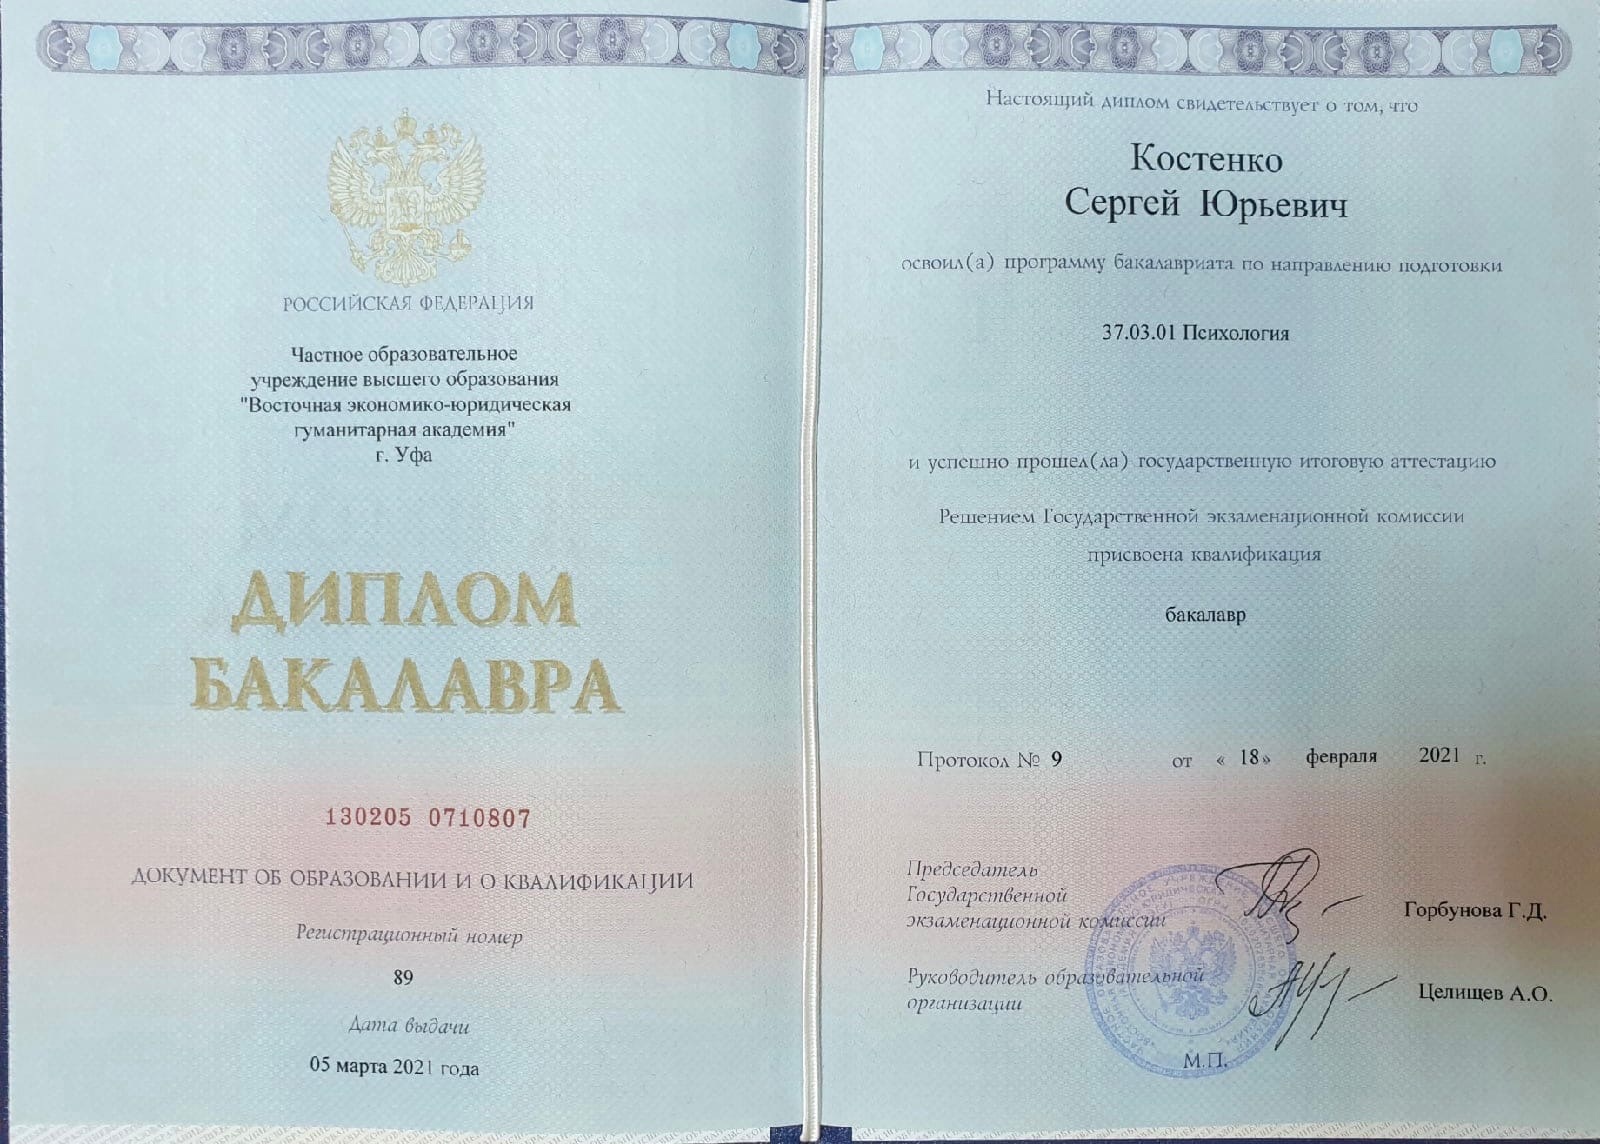 РОССИЙСКАЯ ФЕДЕРАЦИЯ
Частное образовательное
учреждение высшего образования
"Восточная экономико-юридическая
гуманитарная академия"
г. Уфа
ДИПЛОМ
БАКАЛАВРА
130205 0710807
ДОКУМЕНТ ОБ ОБРАЗОВАНИИ И О КВАЛИФИКАЦИИ
Регистрационный номер
89
Дата выдачи
05 марта 2021 года
Настоящий диплом свидетельствует о том, что
Костенко
Сергей Юрьевич
освоил(а) программу бакалавриата по направлению подготовки
37.03.01 Психология
и успешно прошел(ла) государственную итоговую аттестацию
Решением Государственной экзаменационной комиссии
присвоена квалификация
бакалавр
Протокол № 9 от « 18» февраля 2021 г.
Председатель
Государственной
экзаменационной комиссии
Горбунова Г.Д.
Руководитель образовательной
организации
Целищев А.О.
М.П.